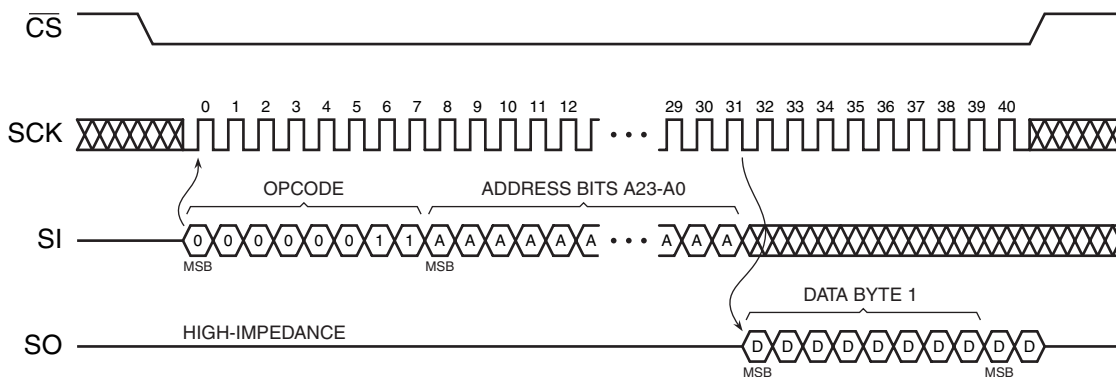 CS
0 1 2 3 4 5 6 7 8 9 10 11 12 29 30 31 32 33 34 35 36 37 38 39 40
SCK
OPCODE ADDRESS BITS A23-A0
SI 0 0 0 0 0 0 1 1 A A A A A A A A A
MSB MSB
DATA BYTE 1
HIGH-IMPEDANCE
SO D D D D D D D D D D
MSB MSB